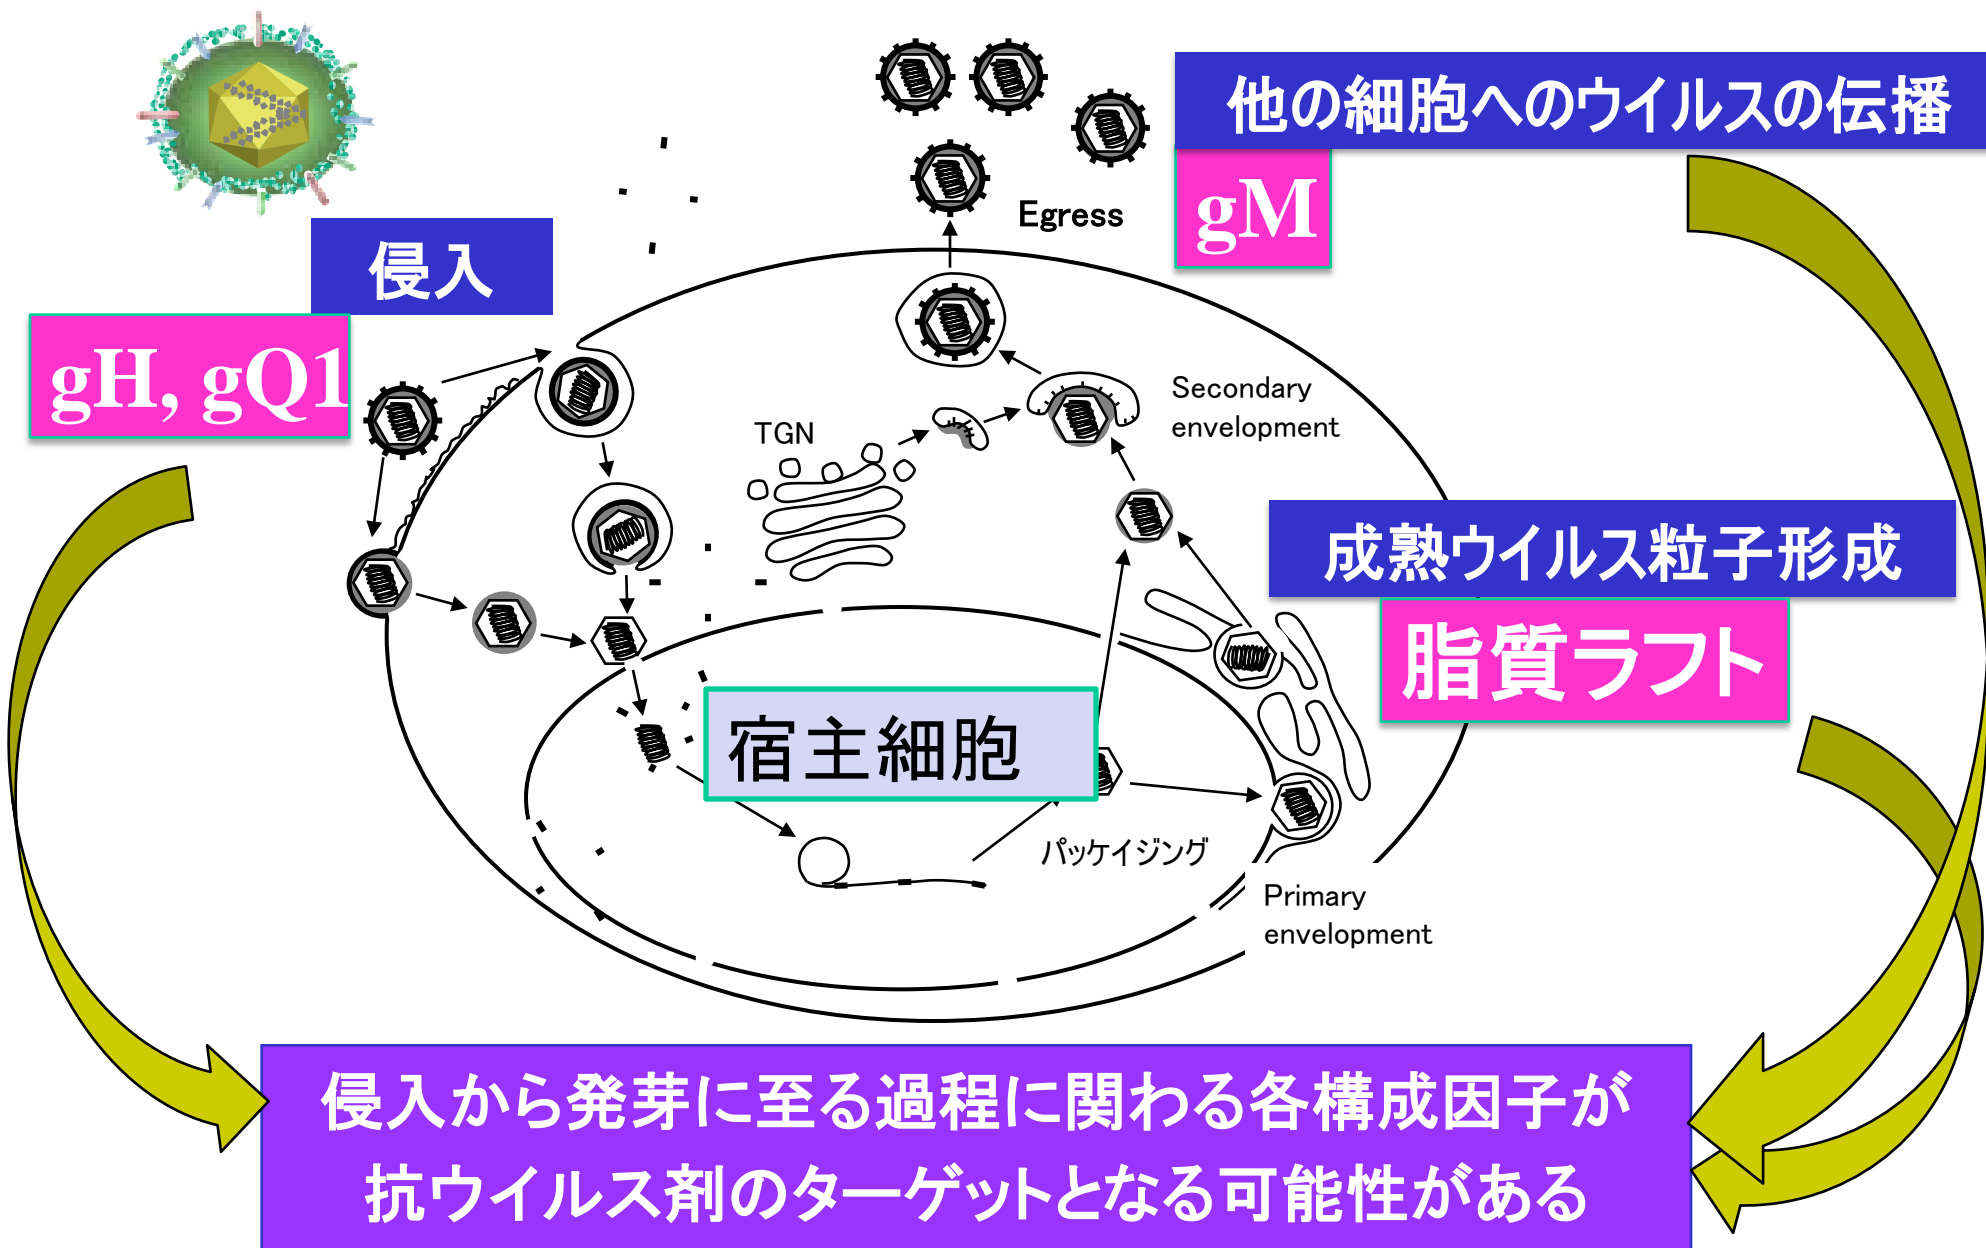 他の細胞へのウイルスの伝播
gM
Egress
侵入
gH, gQ1
TGN
Secondary
envelopment
成熟ウイルス粒子形成
脂質ラフト
宿主細胞
パッケイジング
Primary
envelopment
侵入から発芽に至る過程に関わる各構成因子が
抗ウイルス剤のターゲットとなる可能性がある